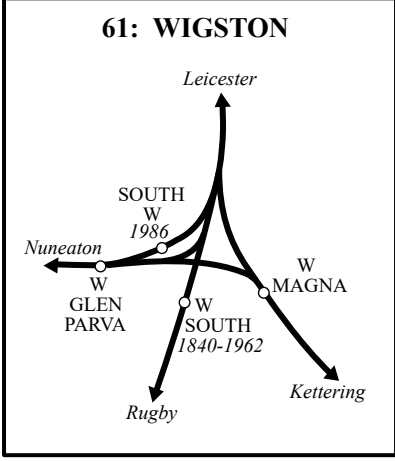 61: WIGSTON
Leicester
SOUTH
W
1986
Nuneaton
W
GLEN
PARVA
W
MAGNA
W
SOUTH
1840-1962
Kettering
Rugby